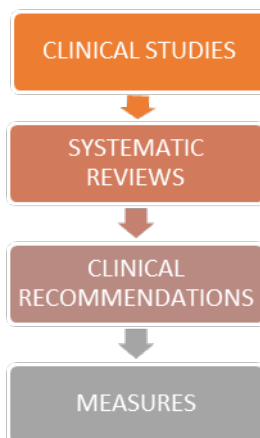 CLINICAL STUDIES
SYSTEMATIC
REVIEWS
CLINICAL
RECOMMENDATIONS
MEASURES